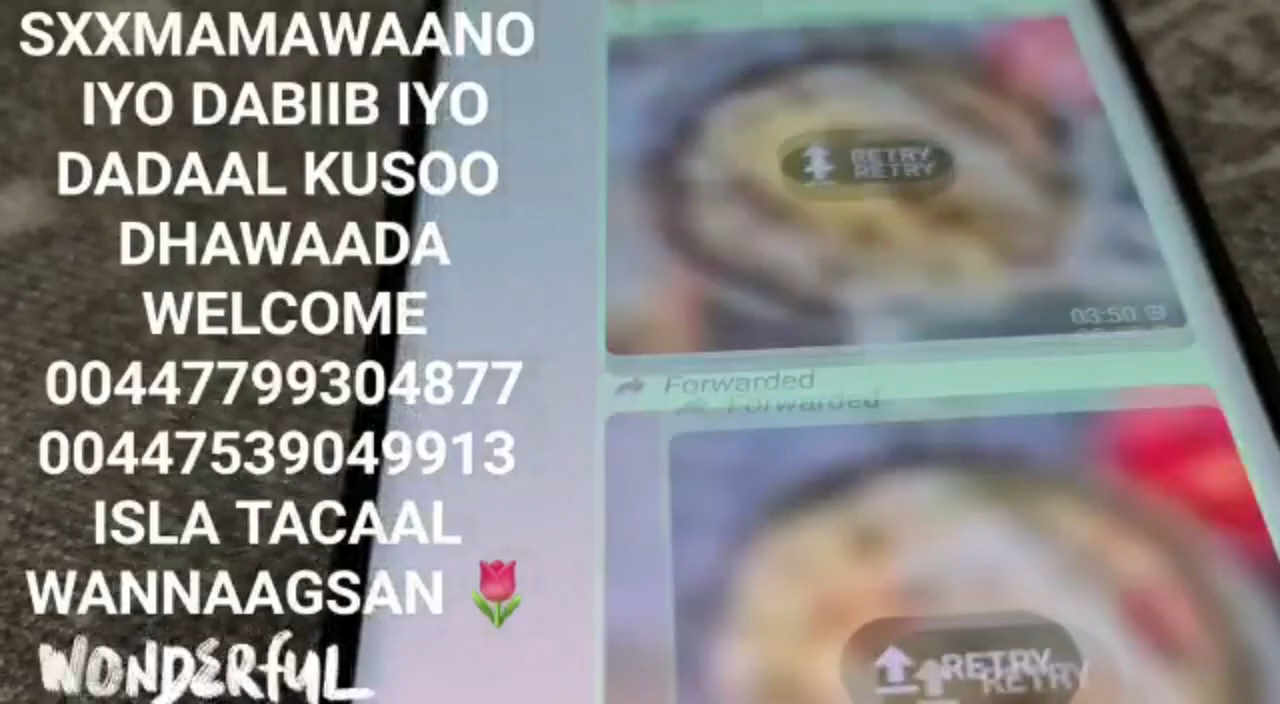 SXXMAMAWAANO
IYO DABIIB IYO
DADAAL KUSOO
DHAWAADA
WELCOME
00447799304877
00447539049913
ISLA TACAAL
WANNAAGSAN 🌷
WONDERFUL
RETRY
RETRY
03:50
Forwarded
Forwarded
RETRY
RETRY